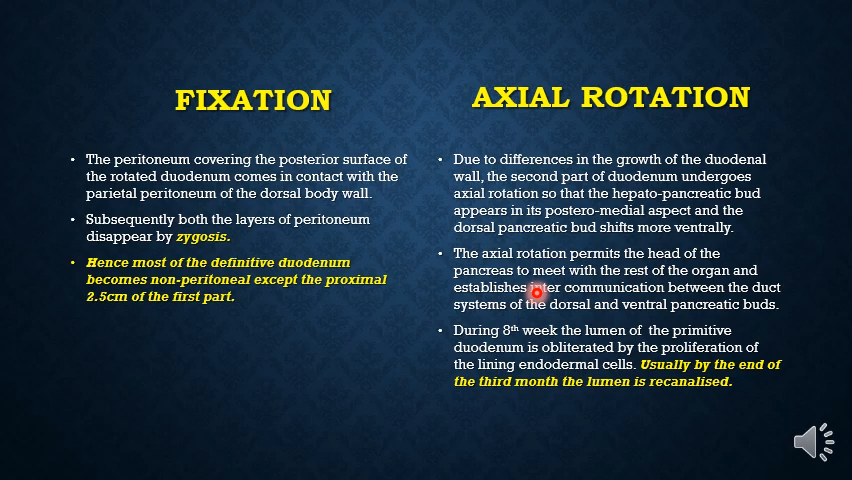 FIXATION
The peritoneum covering the posterior surface of
the rotated duodenum comes in contact with the
parietal peritoneum of the dorsal body wall.
Subsequently both the layers of peritoneum
disappear by zygosis.
Hence most of the definitive duodenum
becomes non-peritoneal except the proximal
2.5cm of the first part.
AXIAL ROTATION
Due to differences in the growth of the duodenal
wall, the second part of duodenum undergoes
axial rotation so that the hepato-pancreatic bud
appears in its postero-medial aspect and the
dorsal pancreatic bud shifts more ventrally.
The axial rotation permits the head of the
pancreas to meet with the rest of the organ and
establishes inter communication between the duct
systems of the dorsal and ventral pancreatic buds.
During 8th week the lumen of the primitive
duodenum is obliterated by the proliferation of
the lining endodermal cells. Usually by the end of
the third month the lumen is recanalised.